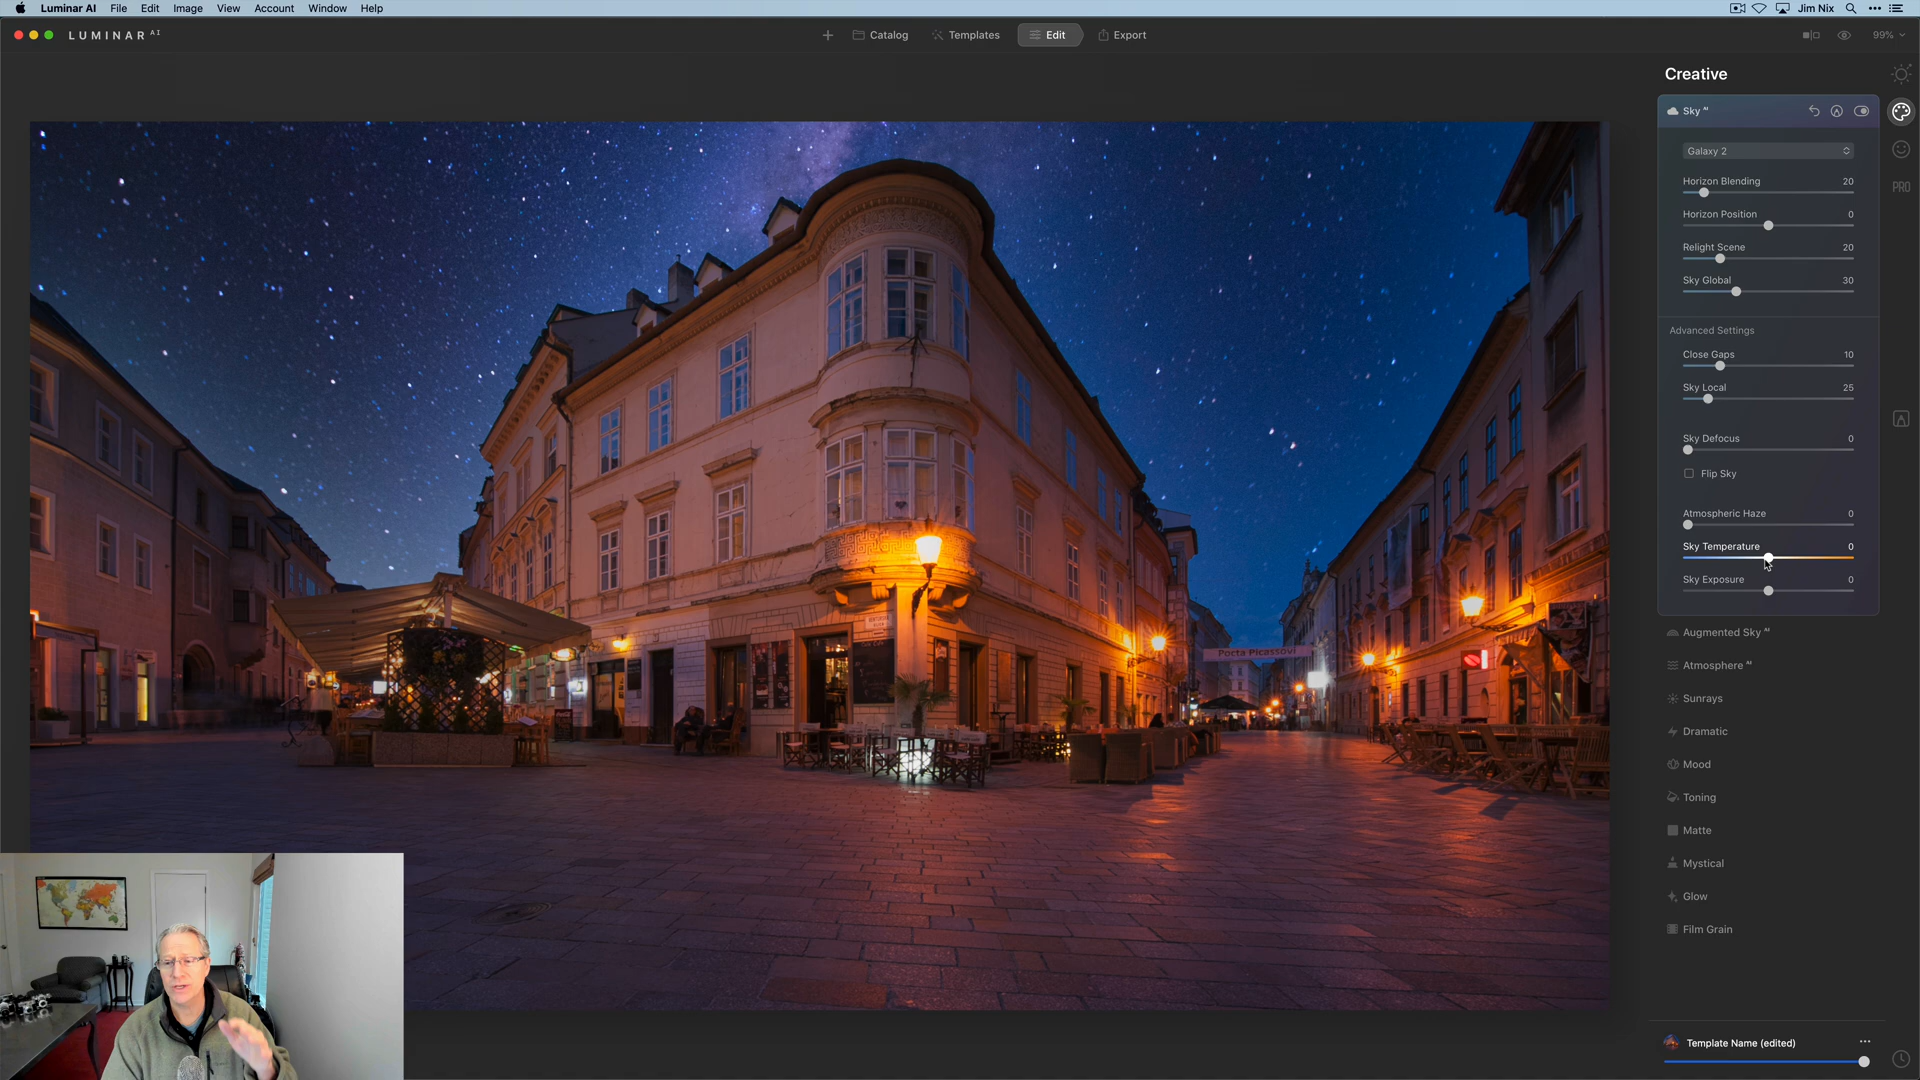 Luminar AI File Edit Image View Account Window Help
Jim Nix
LUMINAR AI
Catalog Templates Edit Export
99%
Creative
Sky AI
Galaxy 2
Horizon Blending 20
Horizon Position 0
Relight Scene 20
Sky Global 30
Advanced Settings
Close Gaps 10
Sky Local 25
Sky Defocus 0
Flip Sky
Atmospheric Haze 0
Sky Temperature 0
Sky Exposure 0
Augmented Sky AI
Atmosphere AI
Sunrays
Dramatic
Mood
Toning
Matte
Mystical
Glow
Film Grain
Template Name (edited)
PRO
Pocta Picassovi